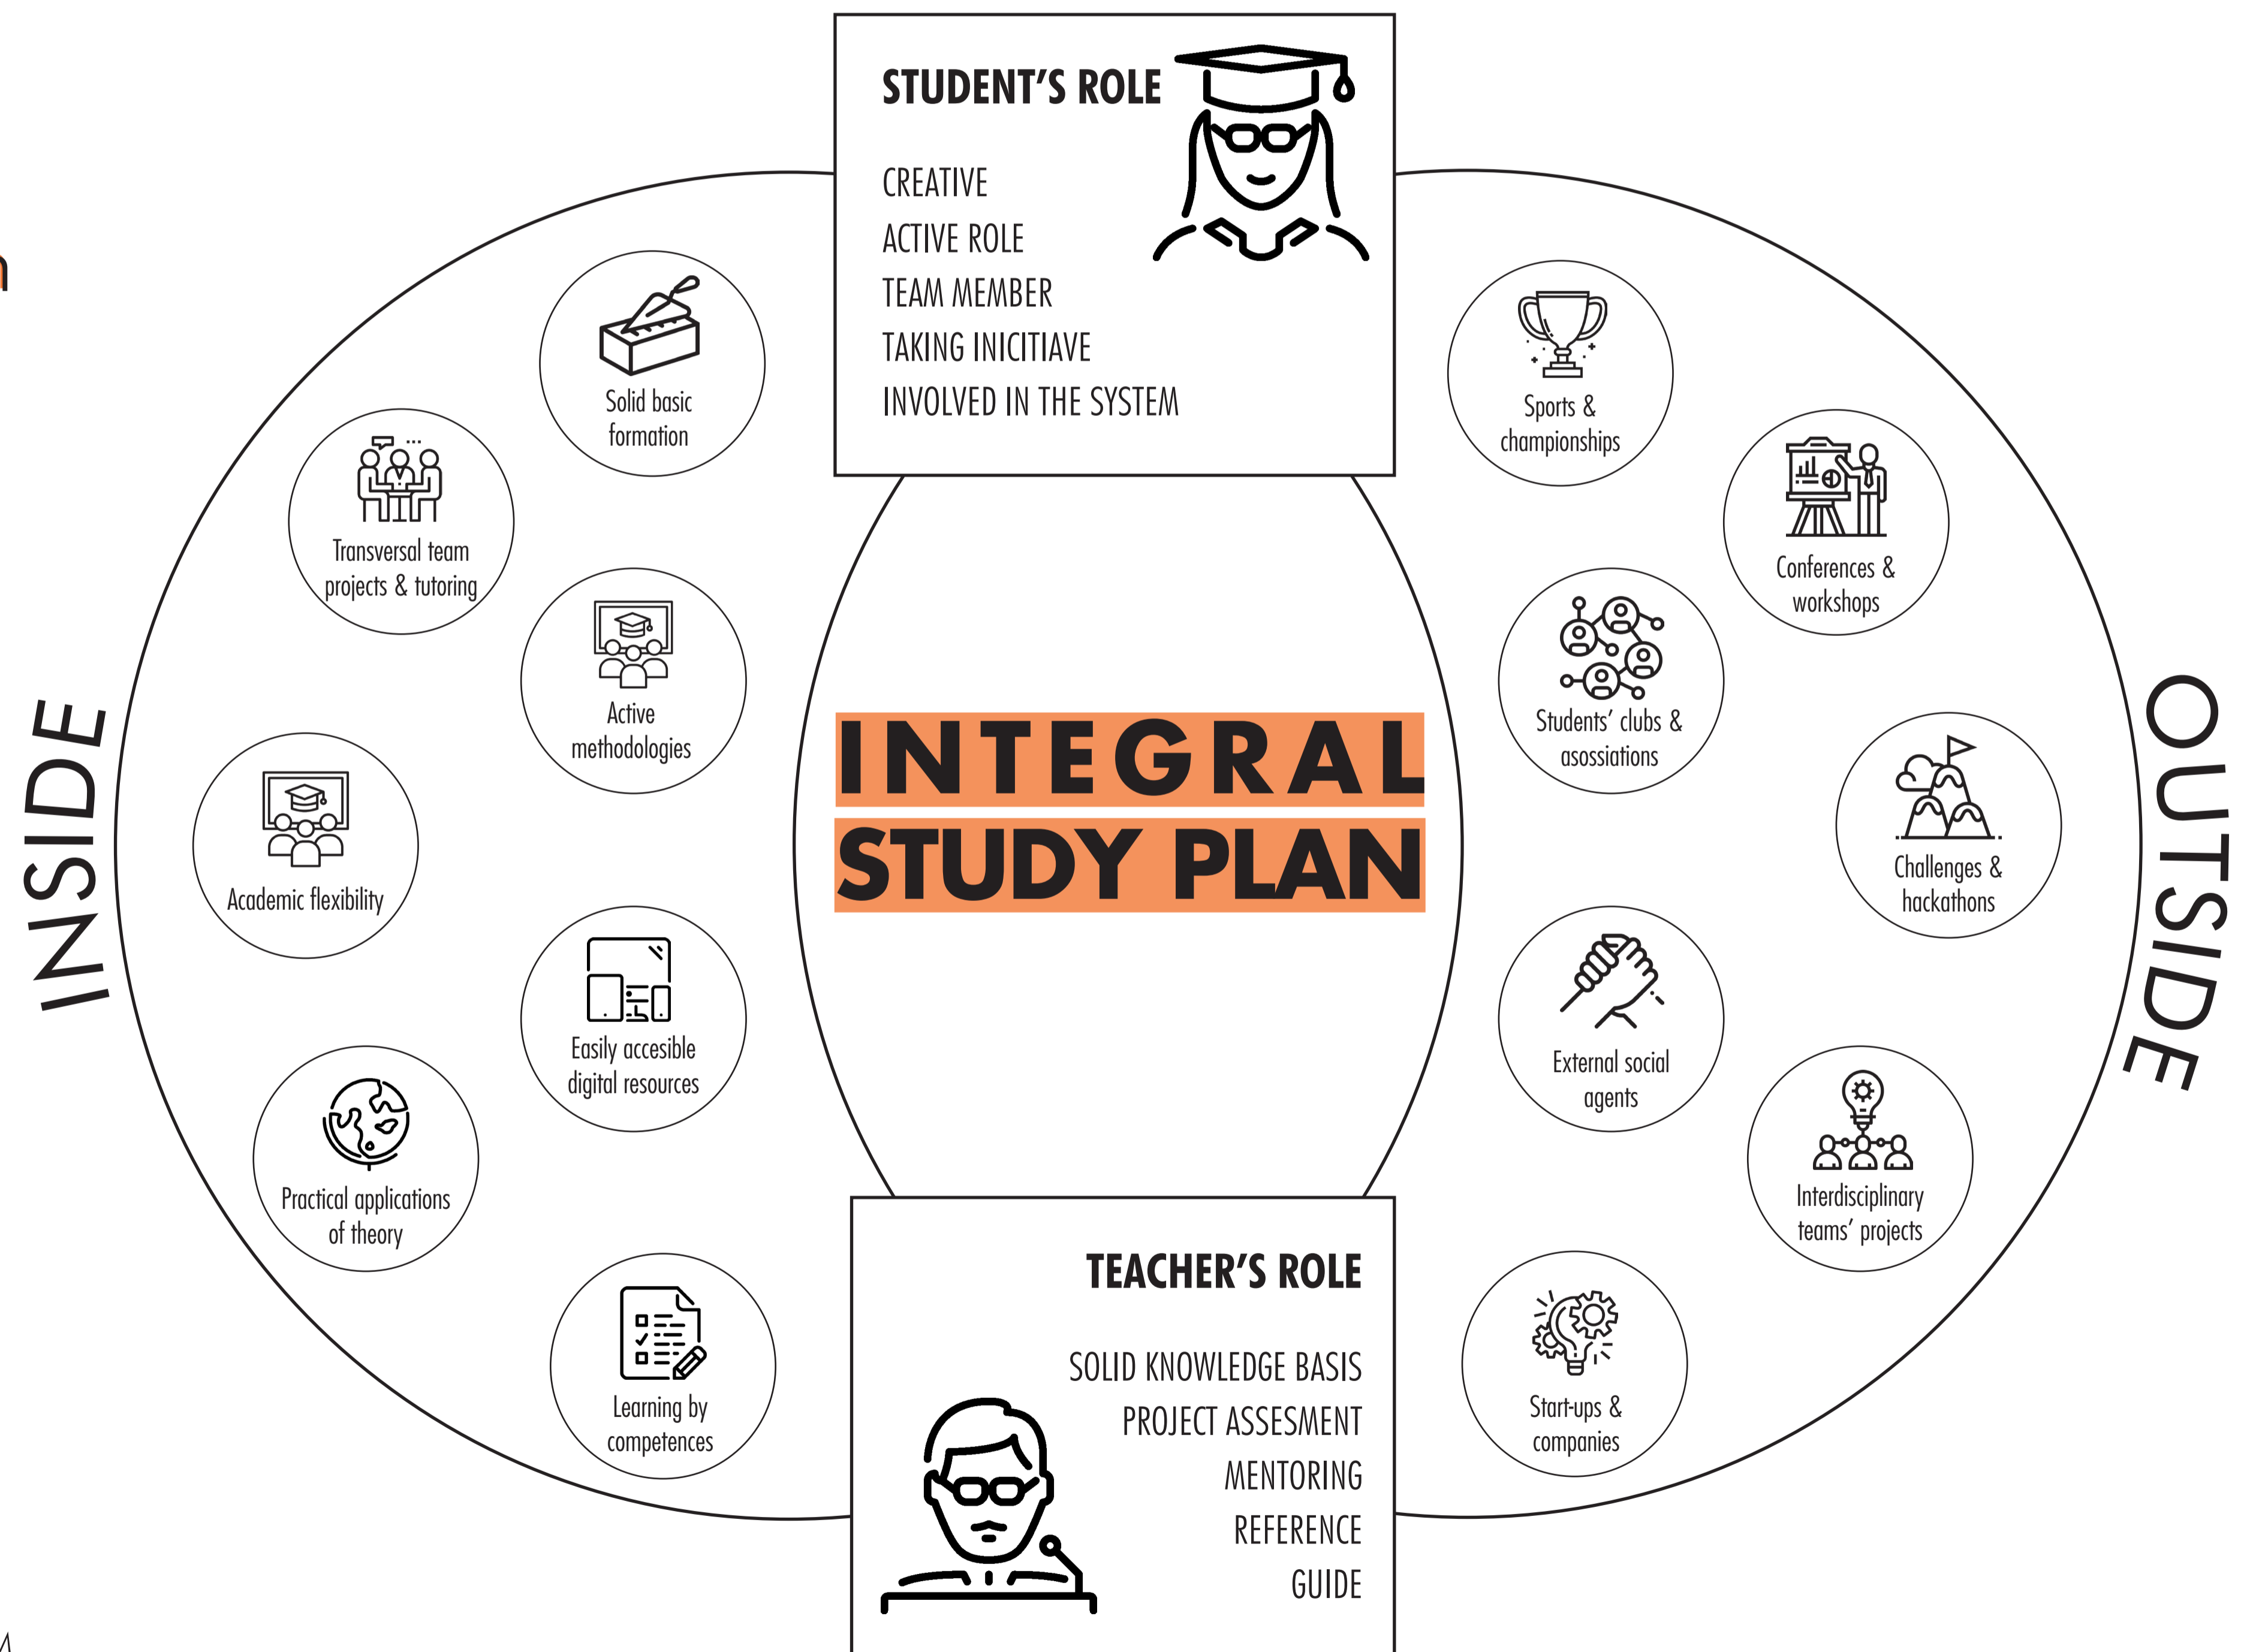 STUDENT'S ROLE
CREATIVE
ACTIVE ROLE
TEAM MEMBER
TAKING INICITIAVE
INVOLVED IN THE SYSTEM
INSIDE
Solid basic
formation
Transversal team
projects & tutoring
Active
methodologies
Academic flexibility
Easily accesible
digital resources
Practical applications
of theory
Learning by
competences
INTEGRAL
STUDY PLAN
Sports &
championships
Conferences &
workshops
Students' clubs &
asossiations
Challenges &
hackathons
External social
agents
Interdisciplinary
teams' projects
Start-ups &
companies
OUTSIDE
TEACHER'S ROLE
SOLID KNOWLEDGE BASIS
PROJECT ASSESMENT
MENTORING
REFERENCE
GUIDE